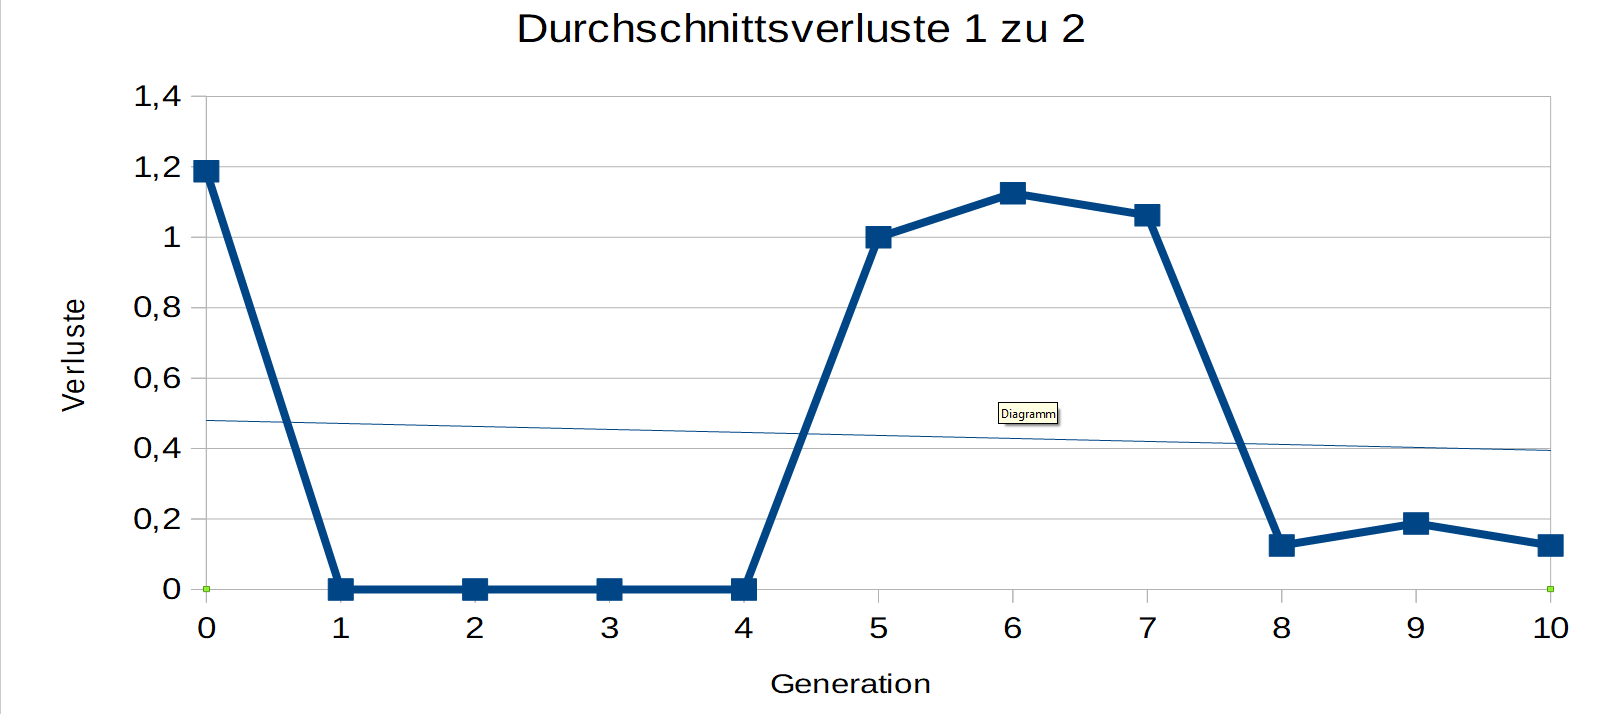 Durchschnittsverluste 1 zu 2
1,4
1,2
1
0,8
0,6
0,4
0,2
0
Verluste
Diagramm
0 1 2 3 4 5 6 7 8 9 10
Generation